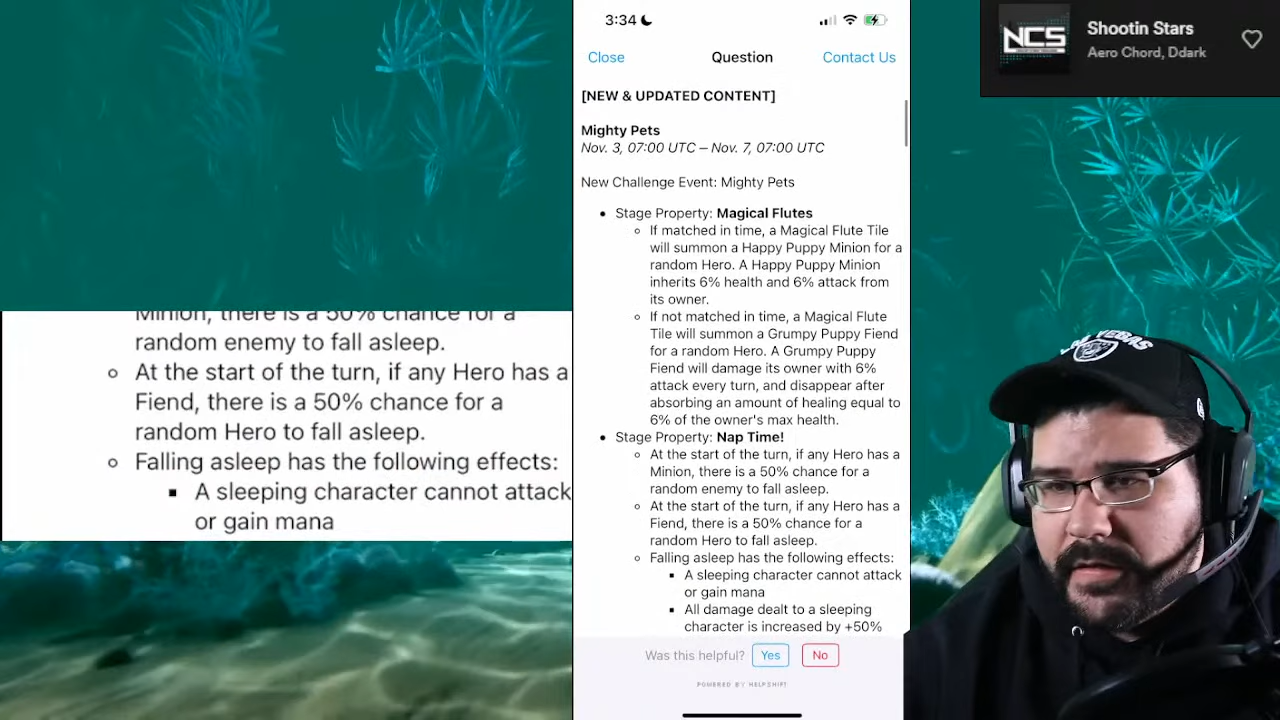 3:34
Close
Question
Contact Us
[NEW & UPDATED CONTENT]
Mighty Pets
Nov. 3, 07:00 UTC – Nov. 7, 07:00 UTC
New Challenge Event: Mighty Pets
• Stage Property: Magical Flutes
If matched in time, a Magical Flute Tile
will summon a Happy Puppy Minion for a
random Hero. A Happy Puppy Minion
inherits 6% health and 6% attack from
its owner.
If not matched in time, a Magical Flute
Tile will summon a Grumpy Puppy Fiend
for a random Hero. A Grumpy Puppy
Fiend will damage its owner with 6%
attack every turn, and disappear after
absorbing an amount of healing equal to
6% of the owner's max health.
• Stage Property: Nap Time!
At the start of the turn, if any Hero has a
Minion, there is a 50% chance for a
random enemy to fall asleep.
At the start of the turn, if any Hero has a
Fiend, there is a 50% chance for a
random Hero to fall asleep.
Falling asleep has the following effects:
A sleeping character cannot attack
or gain mana
All damage dealt to a sleeping
character is increased by +50%
Was this helpful?
Yes
No
POWERED BY HELPSHIFT
Minion, there is a 50% chance for a
random enemy to fall asleep.
At the start of the turn, if any Hero has a
Fiend, there is a 50% chance for a
random Hero to fall asleep.
Falling asleep has the following effects:
A sleeping character cannot attack
or gain mana
NCS
Shootin Stars
Aero Chord, Ddark